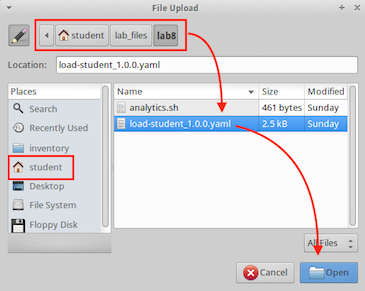 File Upload
student lab_files lab8
Location: load-student_1.0.0.yaml
Places
Search
Recently Used
inventory
student
Desktop
File System
Floppy Disk
Name Size Modified
analytics.sh 461 bytes Sunday
load-student_1.0.0.yaml 2.5 kB Sunday
All Files
Cancel Open